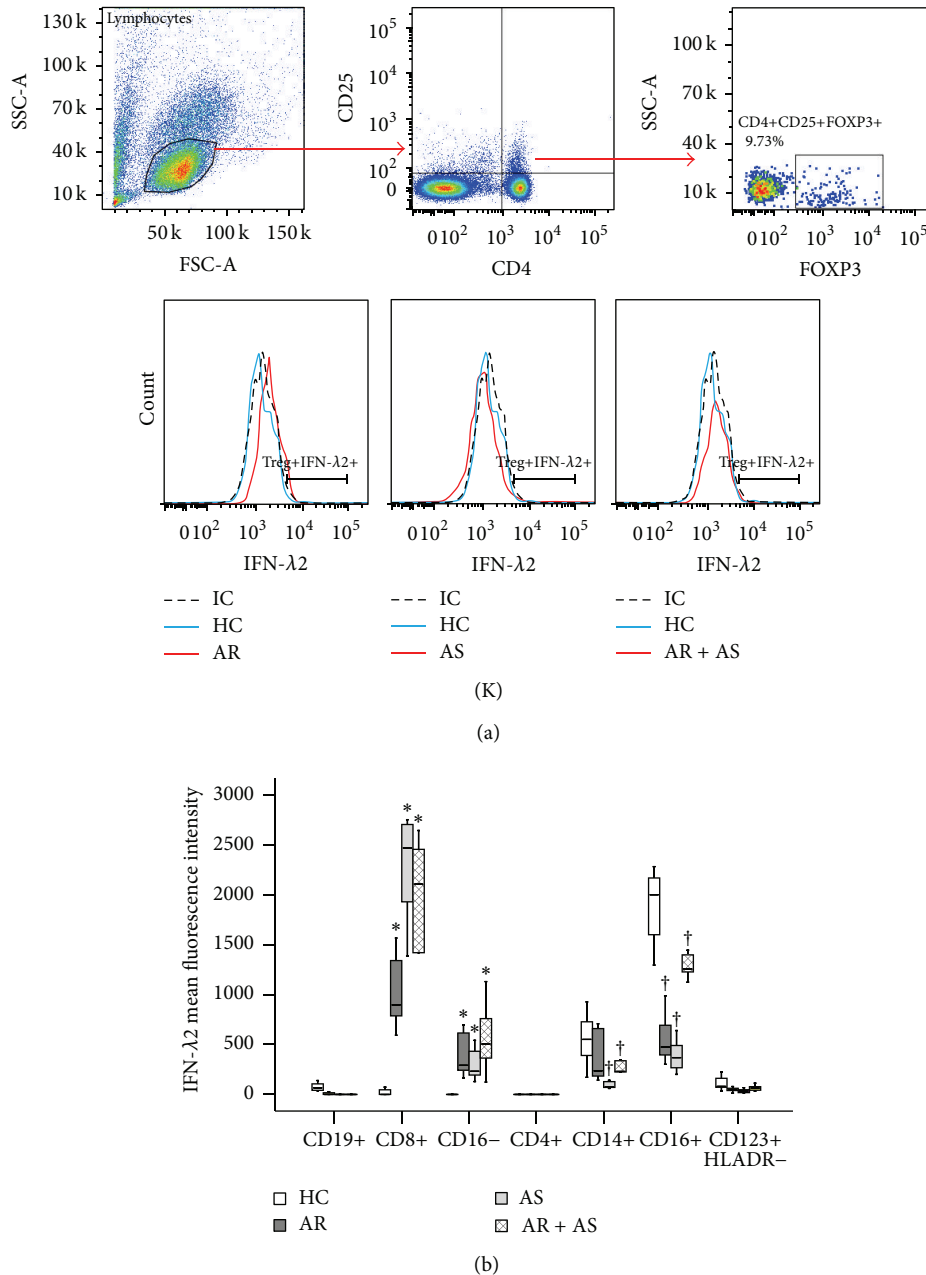 Lymphocytes
SSC-A
130 k
100 k
70 k
40 k
10 k
50 k 100 k 150 k
FSC-A
CD25
10^5
10^4
10^3
10^2
0
0 10^2 10^3 10^4 10^5
CD4
SSC-A
100 k
70 k
40 k
10 k
CD4+CD25+FOXP3+
9.73%
0 10^2 10^3 10^4 10^5
FOXP3
Count
Treg+IFN-λ2+
Treg+IFN-λ2+
Treg+IFN-λ2+
0 10^2 10^3 10^4 10^5
0 10^2 10^3 10^4 10^5
0 10^2 10^3 10^4 10^5
IFN-λ2
IFN-λ2
IFN-λ2
IC
HC
AR
IC
HC
AS
IC
HC
AR + AS
(K)
(a)
IFN-λ2 mean fluorescence intensity
3000
2500
2000
1500
1000
500
0
* * *
* * *
† †
† † †
CD19+ CD8+ CD16− CD4+ CD14+ CD16+ CD123+
HLADR−
HC AS
AR AR + AS
(b)